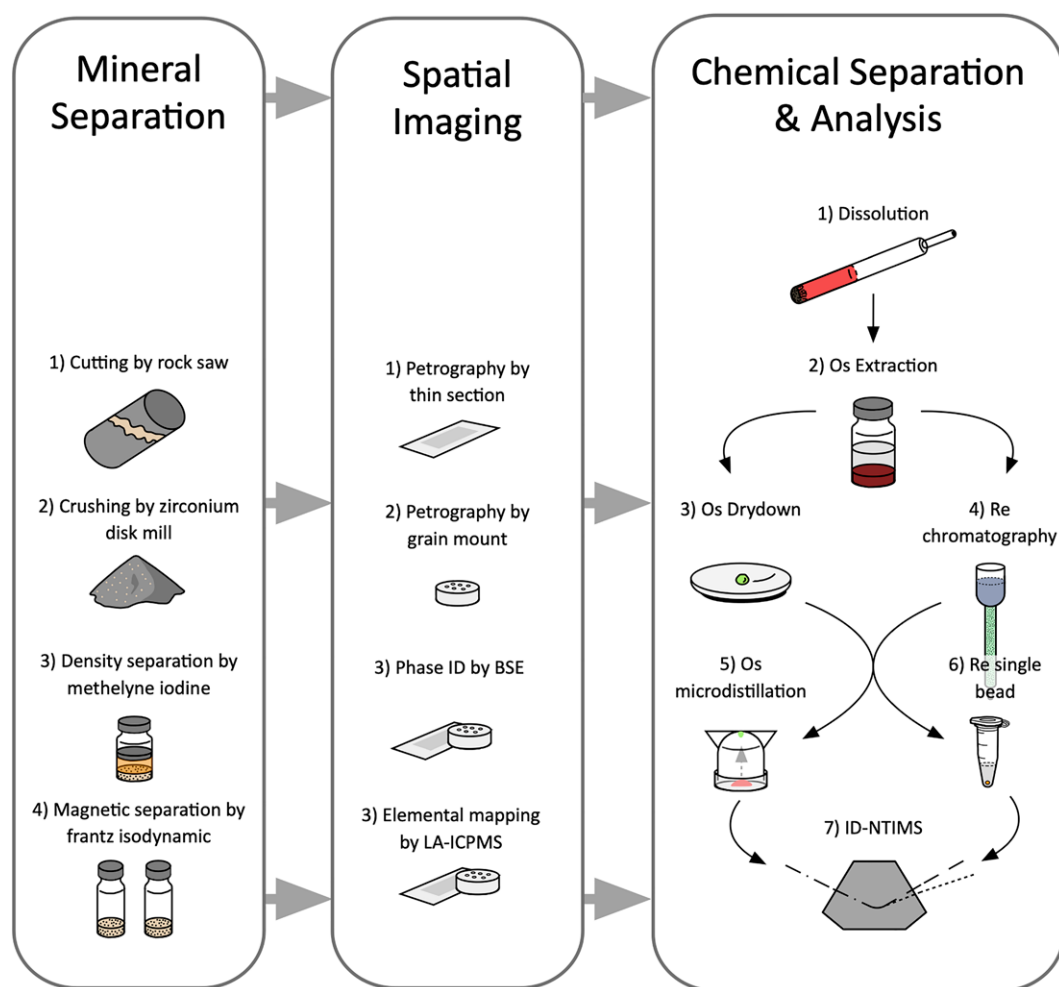 Mineral
Separation
1) Cutting by rock saw
2) Crushing by zirconium
disk mill
3) Density separation by
methelyne iodine
4) Magnetic separation by
frantz isodynamic
Spatial
Imaging
1) Petrography by
thin section
2) Petrography by
grain mount
3) Phase ID by BSE
3) Elemental mapping
by LA-ICPMS
Chemical Separation
& Analysis
1) Dissolution
2) Os Extraction
3) Os Drydown
4) Re
chromatography
5) Os
microdistillation
6) Re single
bead
7) ID-NTIMS